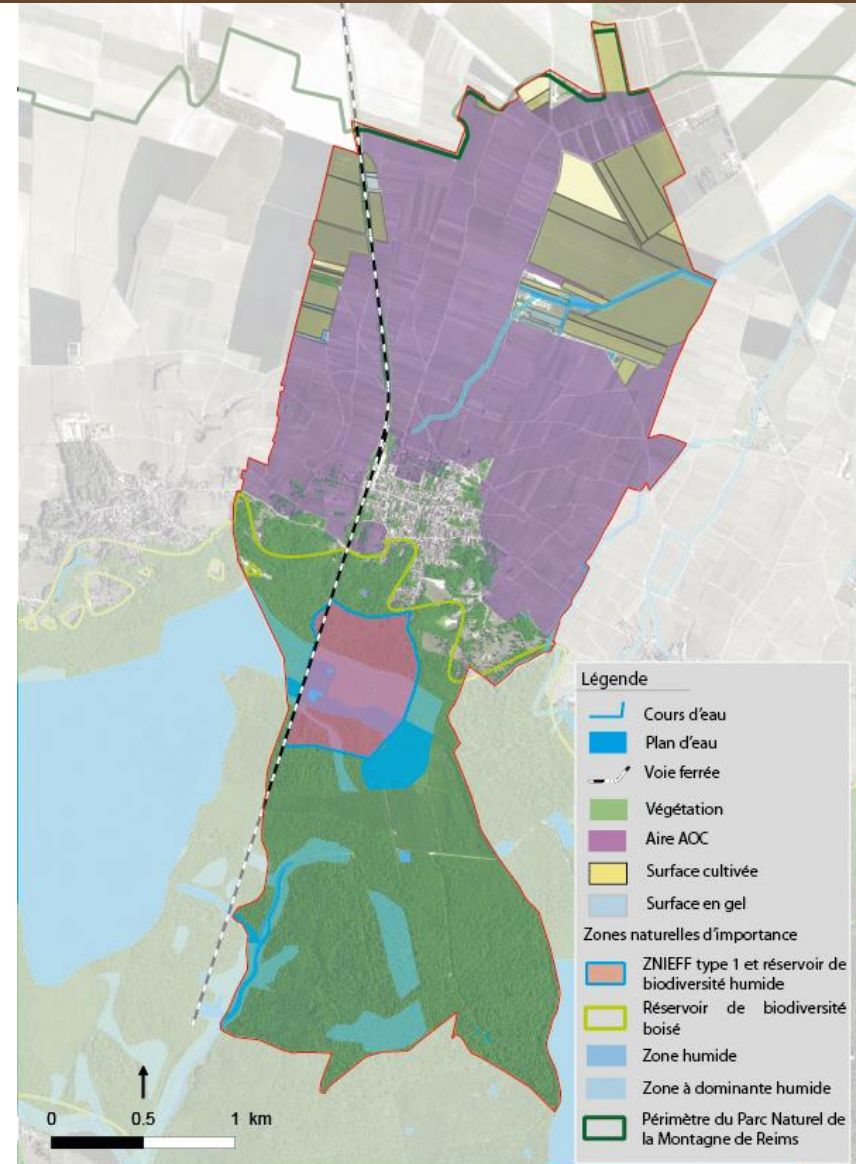 Légende
Cours d'eau
Plan d'eau
Voie ferrée
Végétation
Aire AOC
Surface cultivée
Surface en gel
Zones naturelles d'importance
ZNIEFF type 1 et réservoir de
biodiversité humide
Réservoir de biodiversité
boisé
Zone humide
Zone à dominante humide
Périmètre du Parc Naturel de
la Montagne de Reims
0 0.5 1 km